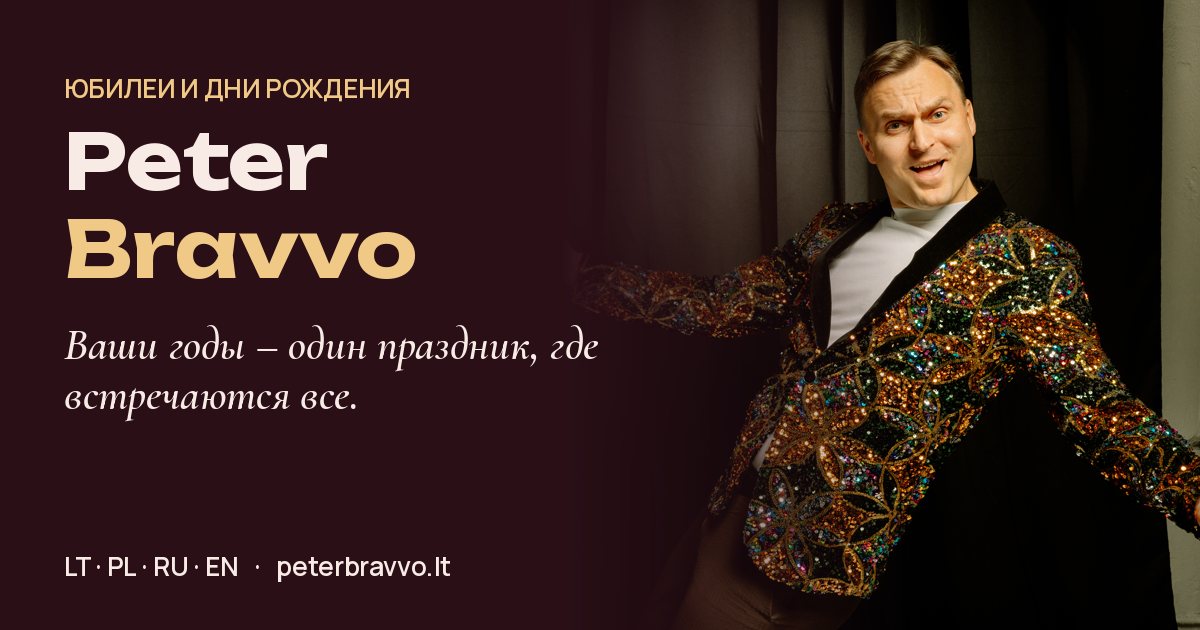 ЮБИЛЕИ И ДНИ РОЖДЕНИЯ
Peter
Bravvo
Ваши годы – один праздник, где
встречаются все.
LT · PL · RU · EN · peterbravvo.lt